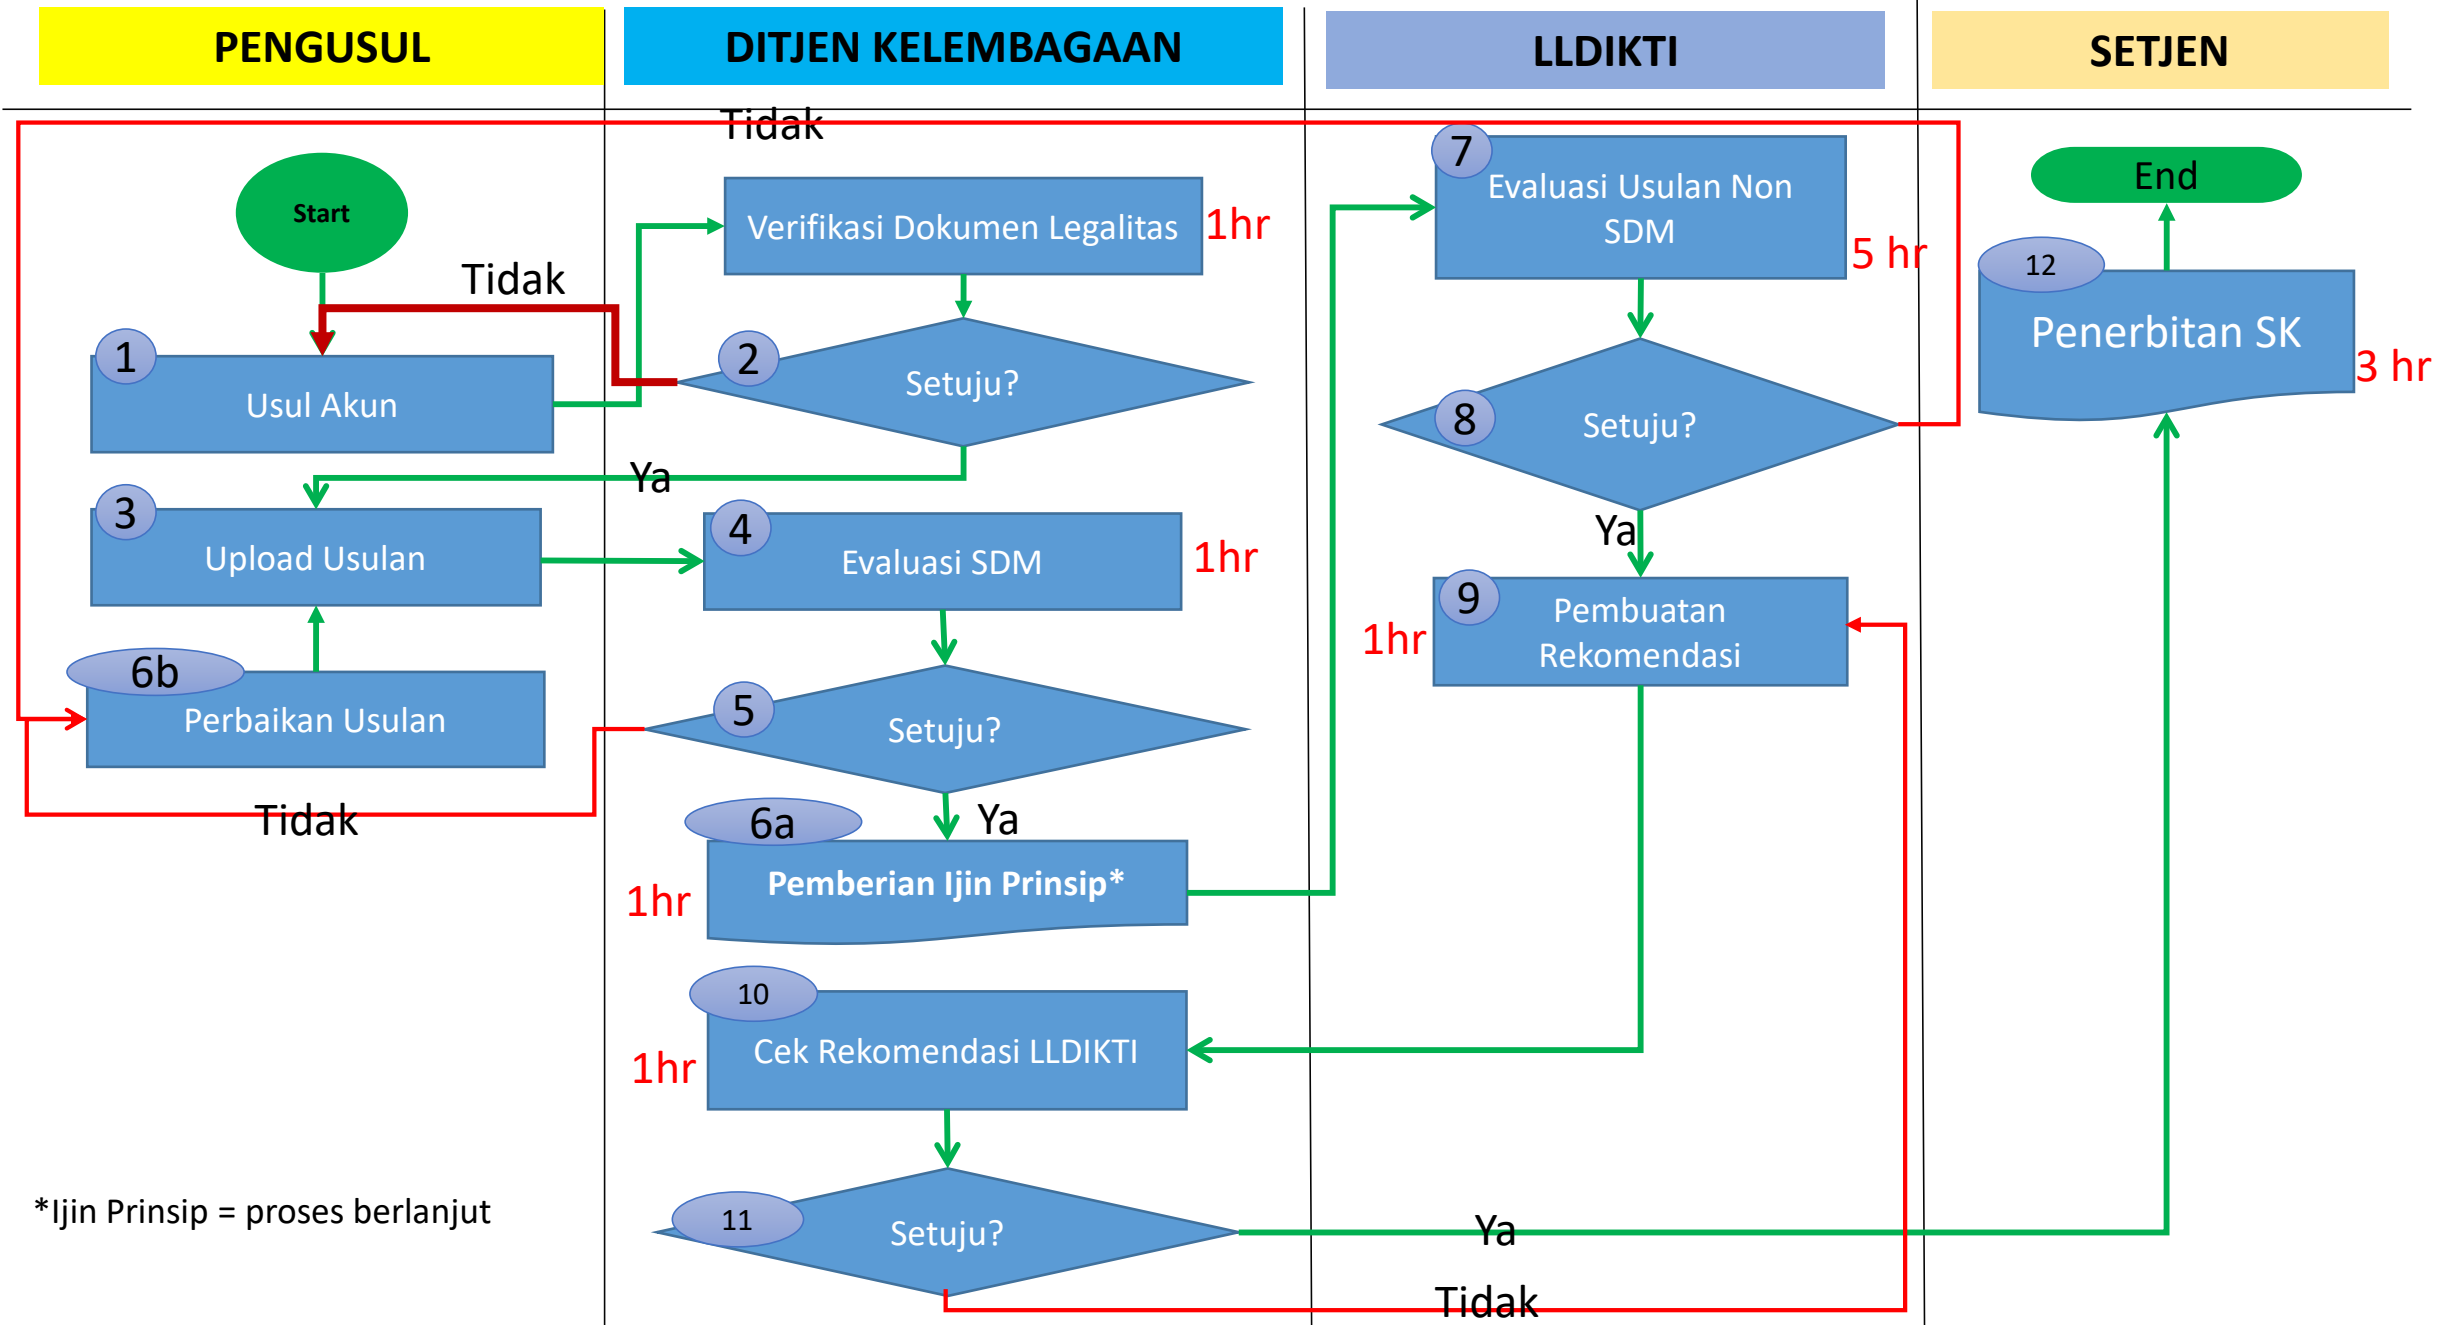 PENGUSUL
DITJEN KELEMBAGAAN
LLDIKTI
SETJEN
Start
Tidak
1
Usul Akun
3
Upload Usulan
6b
Perbaikan Usulan
Tidak
*Ijin Prinsip = proses berlanjut
Tidak
Verifikasi Dokumen Legalitas
1hr
2
Setuju?
Ya
4
Evaluasi SDM
1hr
5
Setuju?
Ya
6a
Pemberian Ijin Prinsip*
1hr
10
Cek Rekomendasi LLDIKTI
1hr
11
Setuju?
Ya
Tidak
7
Evaluasi Usulan Non
SDM
5 hr
8
Setuju?
Ya
9
Pembuatan
Rekomendasi
1hr
End
12
Penerbitan SK
3 hr